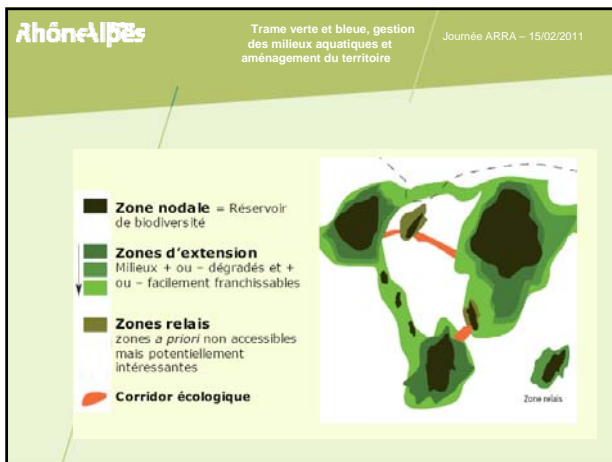 RhôneAlpes
Trame verte et bleue, gestion
des milieux aquatiques et
aménagement du territoire
Journée ARRA – 15/02/2011
Zone nodale = Réservoir
de biodiversité
Zones d'extension
Milieux + ou – dégradés et +
ou – facilement franchissables
Zones relais
zones a priori non accessibles
mais potentiellement
intéressantes
Corridor écologique
Zone relais